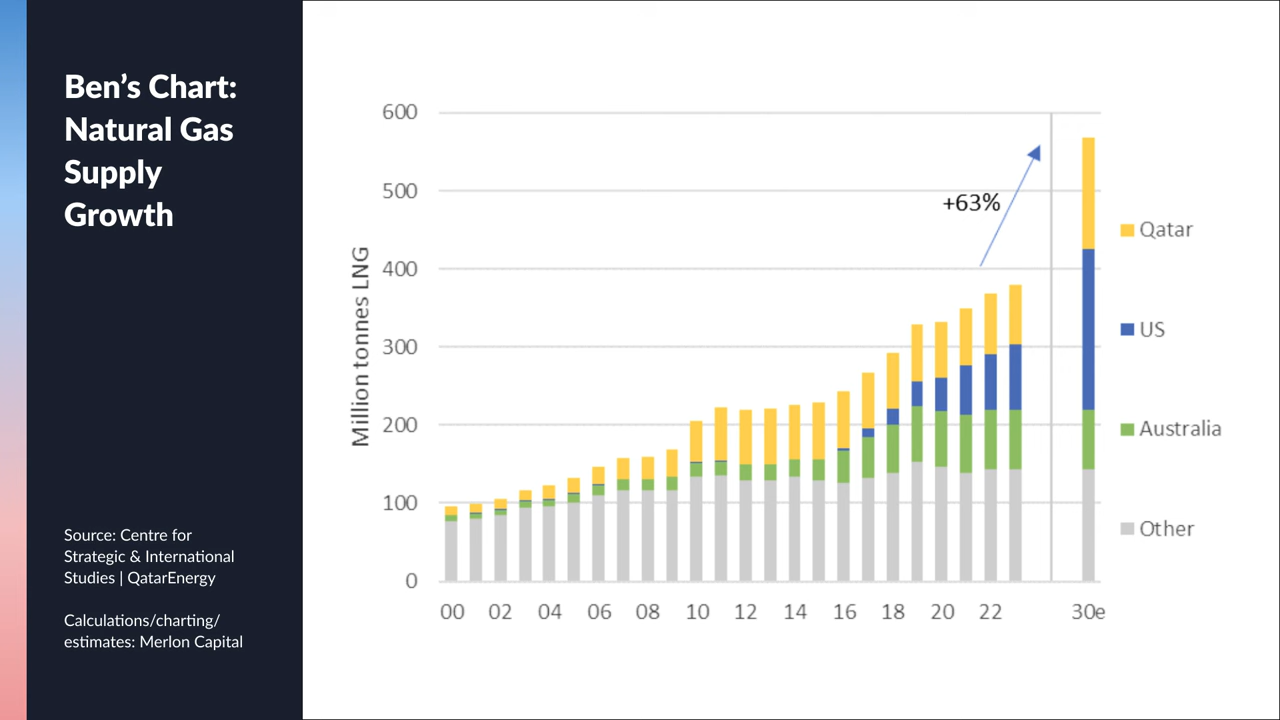 Ben’s Chart:
Natural Gas
Supply
Growth
Source: Centre for
Strategic & International
Studies | QatarEnergy
Calculations/charting/
estimates: Merlon Capital
Million tonnes LNG
600
500
400
300
200
100
0
+63%
00 02 04 06 08 10 12 14 16 18 20 22 30e
Qatar
US
Australia
Other